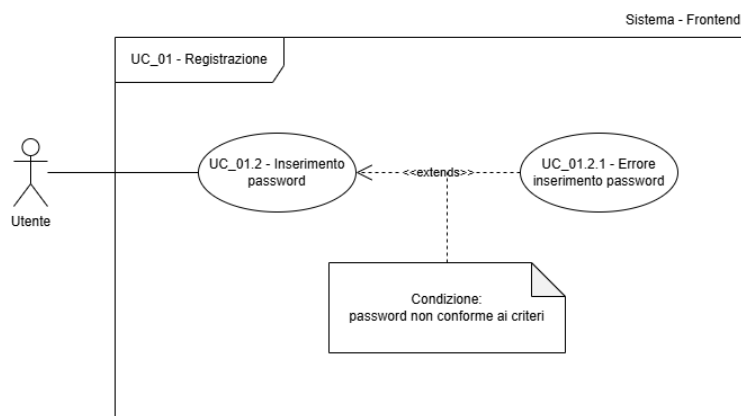 Sistema - Frontend
UC_01 - Registrazione
UC_01.2 - Inserimento
password
<<extends>>
UC_01.2.1 - Errore
inserimento password
Utente
Condizione:
password non conforme ai criteri